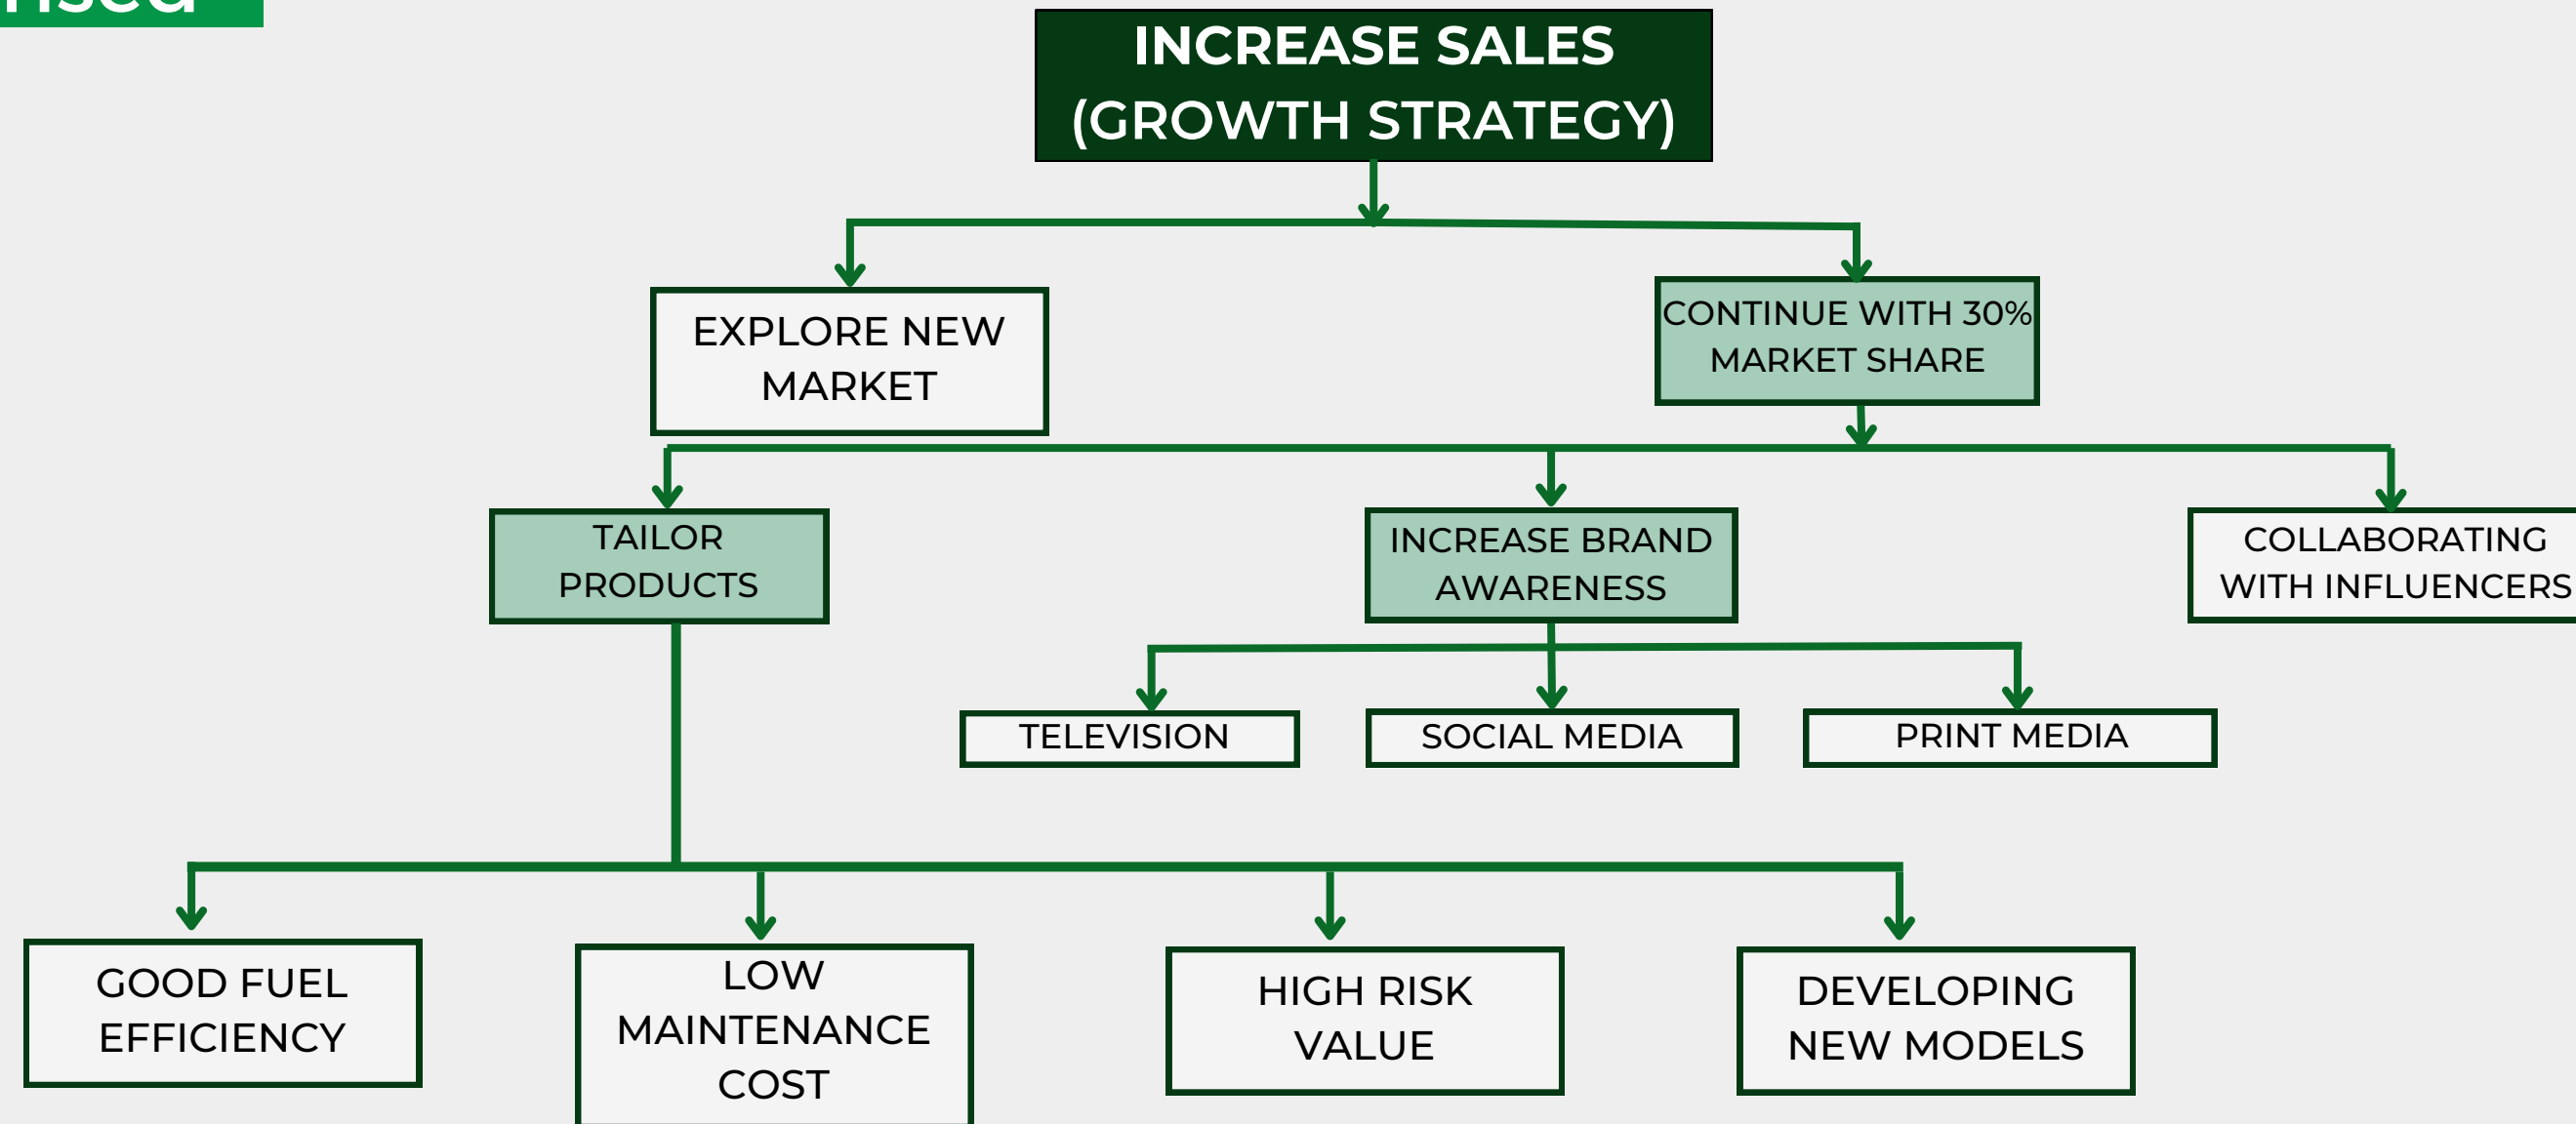 INCREASE SALES
(GROWTH STRATEGY)
EXPLORE NEW
MARKET
CONTINUE WITH 30%
MARKET SHARE
TAILOR
PRODUCTS
INCREASE BRAND
AWARENESS
COLLABORATING
WITH INFLUENCERS
TELEVISION
SOCIAL MEDIA
PRINT MEDIA
GOOD FUEL
EFFICIENCY
LOW
MAINTENANCE
COST
HIGH RISK
VALUE
DEVELOPING
NEW MODELS